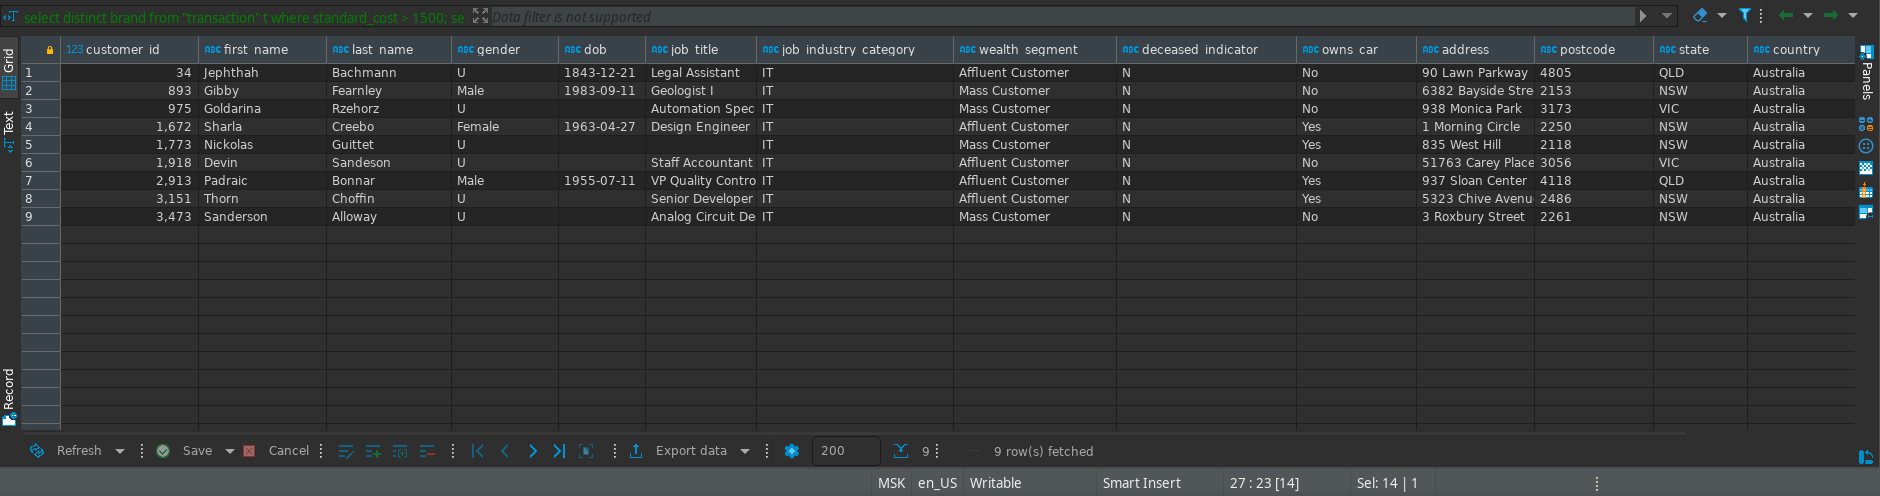 select distinct brand from "transaction" t where standard_cost > 1500; se Data filter is not supported
Grid
Text
Record
Panels
123 customer_id ABC first_name ABC last_name ABC gender ABC dob ABC job_title ABC job_industry_category ABC wealth_segment ABC deceased_indicator ABC owns_car ABC address ABC postcode ABC state ABC country
1 34 Jephthah Bachmann U 1843-12-21 Legal Assistant IT Affluent Customer N No 90 Lawn Parkway 4805 QLD Australia
2 893 Gibby Fearnley Male 1983-09-11 Geologist I IT Mass Customer N No 6382 Bayside Stre 2153 NSW Australia
3 975 Goldarina Rzehorz U Automation Spec IT Mass Customer N No 938 Monica Park 3173 VIC Australia
4 1,672 Sharla Creebo Female 1963-04-27 Design Engineer IT Affluent Customer N Yes 1 Morning Circle 2250 NSW Australia
5 1,773 Nickolas Guittet U IT Mass Customer N Yes 835 West Hill 2118 NSW Australia
6 1,918 Devin Sandeson U Staff Accountant IT Affluent Customer N No 51763 Carey Place 3056 VIC Australia
7 2,913 Padraic Bonnar Male 1955-07-11 VP Quality Contro IT Affluent Customer N Yes 937 Sloan Center 4118 QLD Australia
8 3,151 Thorn Choffin U Senior Developer IT Affluent Customer N Yes 5323 Chive Avenu 2486 NSW Australia
9 3,473 Sanderson Alloway U Analog Circuit De IT Mass Customer N No 3 Roxbury Street 2261 NSW Australia
Refresh Save Cancel Export data 200 9 9 row(s) fetched
MSK en_US Writable Smart Insert 27 : 23 [14] Sel: 14 | 1